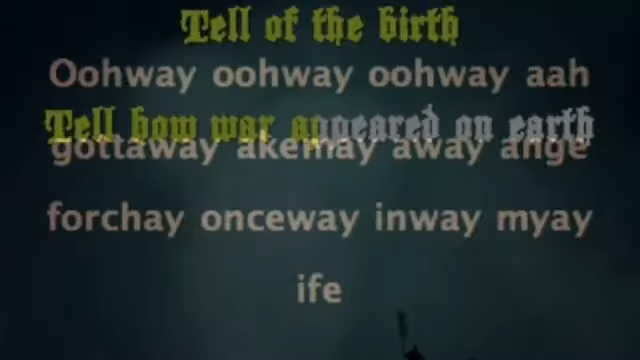 Tell of the birth
Oohway oohway oohway aah
Tell how war appeared on earth
gottaway akemay away ange
forchay onceway inway myay
ife